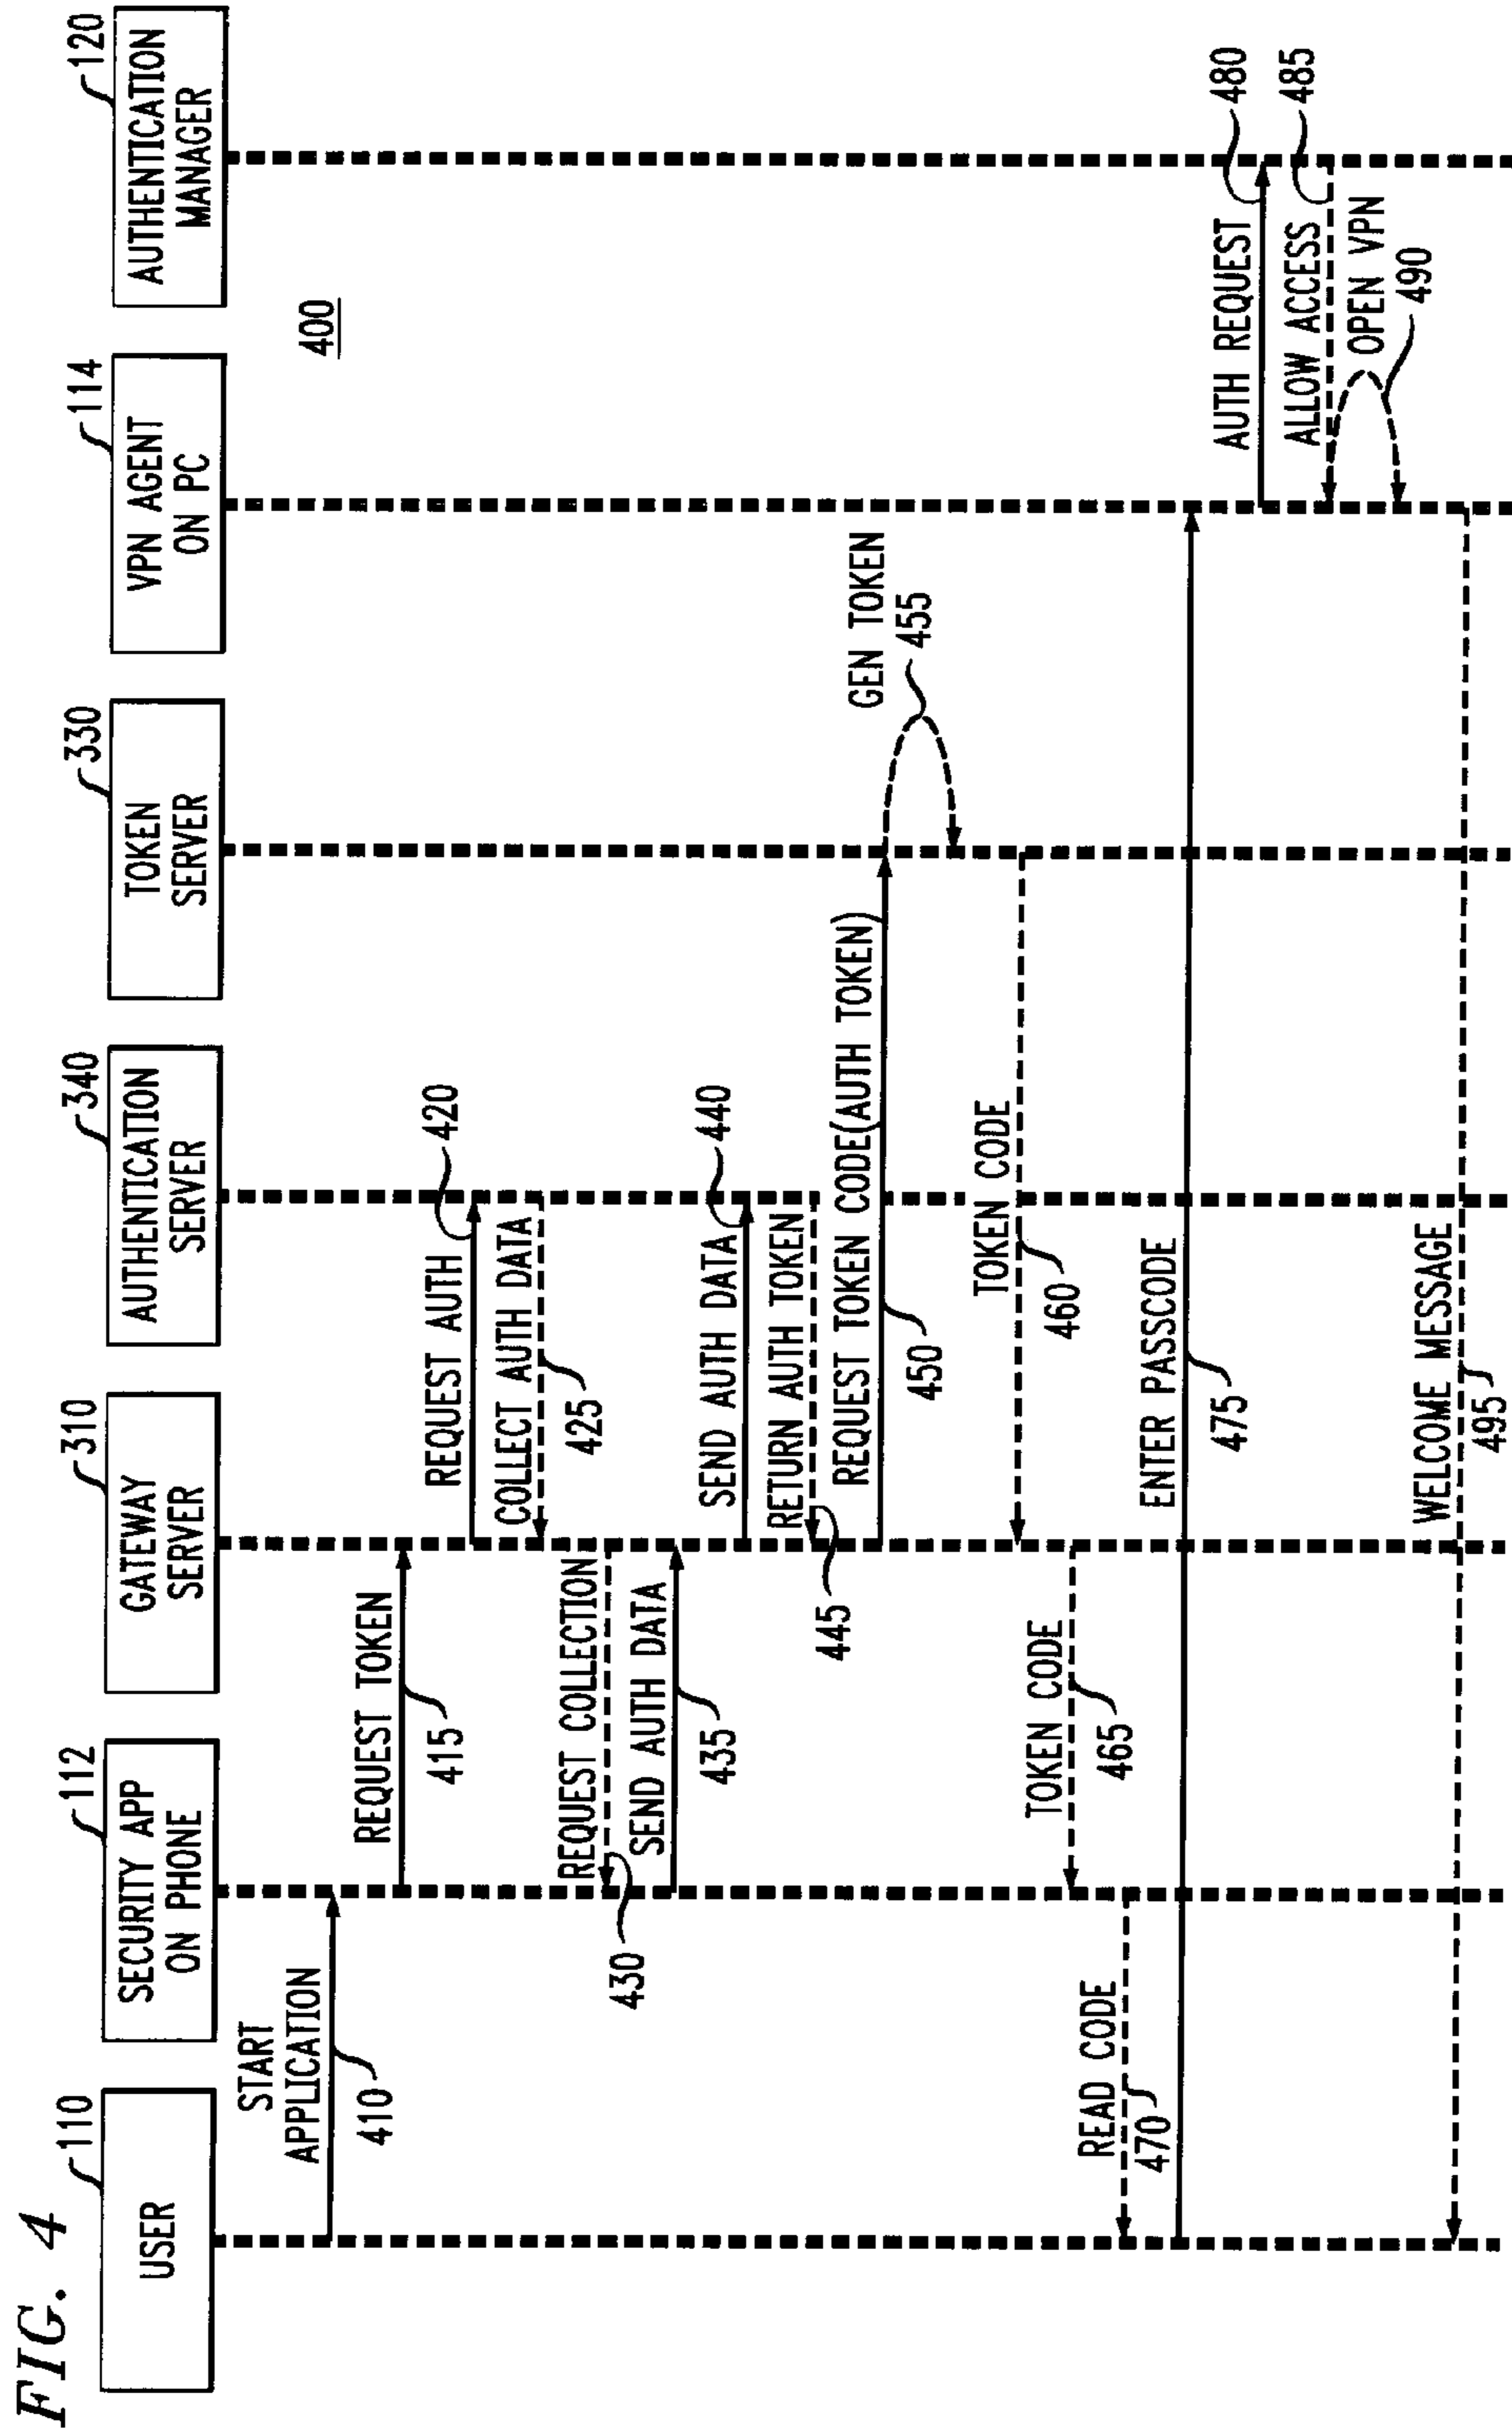 FIG. 4
110
USER
112
SECURITY APP
ON PHONE
310
GATEWAY
SERVER
340
AUTHENTICATION
SERVER
330
TOKEN
SERVER
114
VPN AGENT
ON PC
120
AUTHENTICATION
MANAGER
400
START
APPLICATION
410
REQUEST TOKEN
415
REQUEST AUTH
420
COLLECT AUTH DATA
425
REQUEST COLLECTION
430
SEND AUTH DATA
435
SEND AUTH DATA
440
RETURN AUTH TOKEN
445
REQUEST TOKEN CODE(AUTH TOKEN)
450
GEN TOKEN
455
TOKEN CODE
460
TOKEN CODE
465
READ CODE
470
ENTER PASSCODE
475
AUTH REQUEST
480
ALLOW ACCESS
485
OPEN VPN
490
WELCOME MESSAGE
495